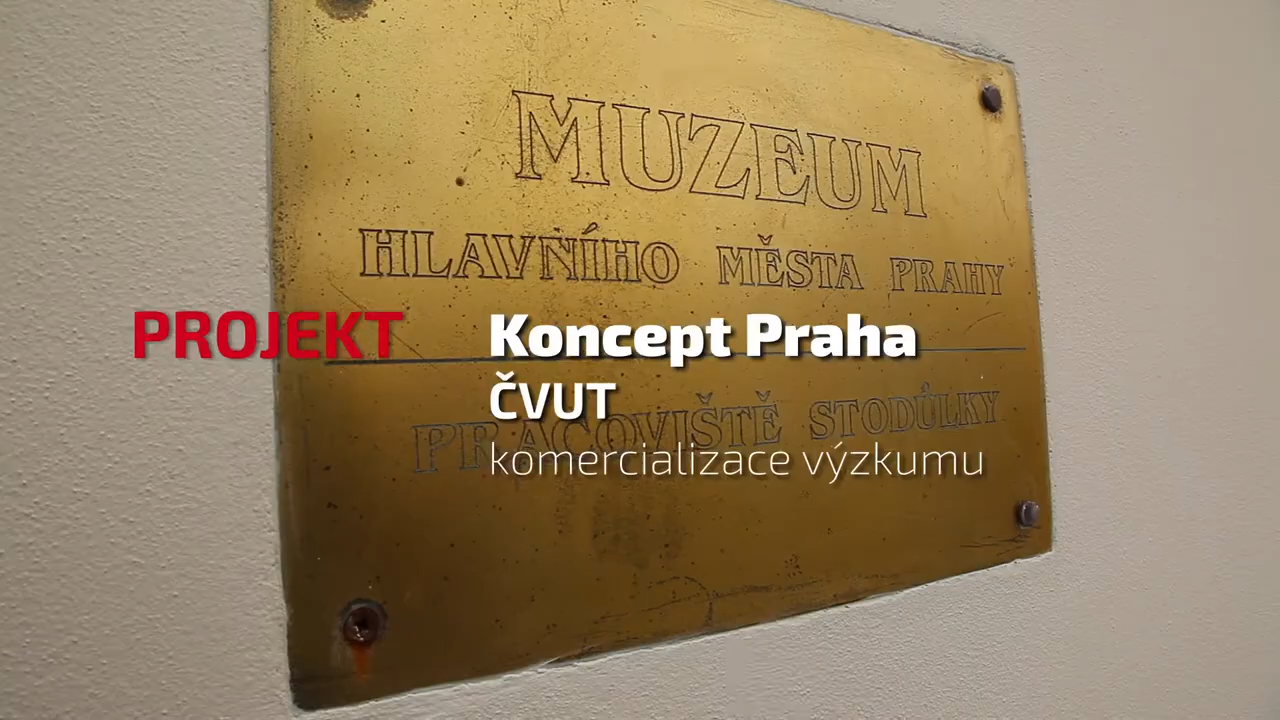 MUZEUM
HLAVNÍHO MĚSTA PRAHY
PROJEKT Koncept Praha
ČVUT
PRACOVIŠTĚ STODŮLKY
komercializace výzkumu